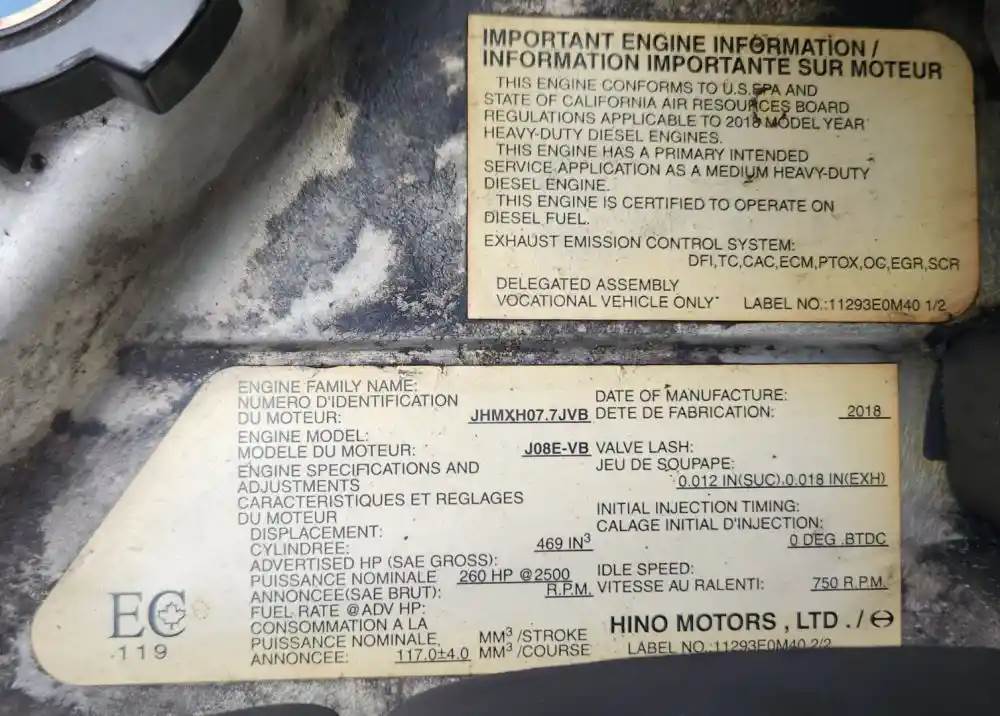 IMPORTANT ENGINE INFORMATION /
INFORMATION IMPORTANTE SUR MOTEUR
THIS ENGINE CONFORMS TO U.S.EPA AND
STATE OF CALIFORNIA AIR RESOURCES BOARD
REGULATIONS APPLICABLE TO 2018 MODEL YEAR
HEAVY-DUTY DIESEL ENGINES.
THIS ENGINE HAS A PRIMARY INTENDED
SERVICE APPLICATION AS A MEDIUM HEAVY-DUTY
DIESEL ENGINE.
THIS ENGINE IS CERTIFIED TO OPERATE ON
DIESEL FUEL.
EXHAUST EMISSION CONTROL SYSTEM:
DFI,TC,CAC,ECM,PTOX,OC,EGR,SCR
DELEGATED ASSEMBLY
VOCATIONAL VEHICLE ONLY LABEL NO.:11293E0M40 1/2
ENGINE FAMILY NAME:
NUMERO D'IDENTIFICATION
DU MOTEUR: JHMXH07.7JVB
ENGINE MODEL:
MODELE DU MOTEUR: J08E-VB
ENGINE SPECIFICATIONS AND
ADJUSTMENTS
CARACTERISTIQUES ET REGLAGES
DU MOTEUR
DISPLACEMENT:
CYLINDREE: 469 IN³
ADVERTISED HP (SAE GROSS):
PUISSANCE NOMINALE 260 HP @2500
ANNONCEE(SAE BRUT): R.P.M.
FUEL RATE @ADV HP:
CONSOMMATION A LA
PUISSANCE NOMINALE MM³ /STROKE
ANNONCEE: 117.0±4.0 MM³ /COURSE
DATE OF MANUFACTURE:
DETE DE FABRICATION: 2018
VALVE LASH:
JEU DE SOUPAPE:
0.012 IN(SUC),0.018 IN(EXH)
INITIAL INJECTION TIMING:
CALAGE INITIAL D'INJECTION:
0 DEG .BTDC
IDLE SPEED:
VITESSE AU RALENTI: 750 R.P.M.
HINO MOTORS , LTD . /
LABEL NO.:11293E0M40 2/2
EC
119